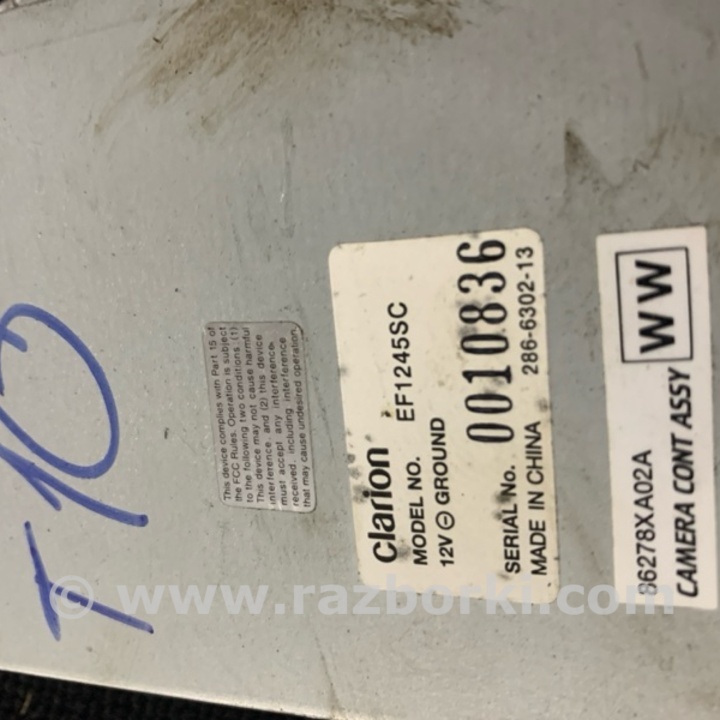 T10
This device complies with Part 15 of
the FCC Rules. Operation is subject
to the following two conditions. (1)
This device may not cause harmful
interference, and (2) this device
must accept any interference
received, including interference
that may cause undesired operation.
Clarion
MODEL NO. EF1245SC
12V ⊖ GROUND
SERIAL No. 0010836
MADE IN CHINA 286-6302-13
86278XA02A
CAMERA CONT ASSY WW
© www.razborki.com